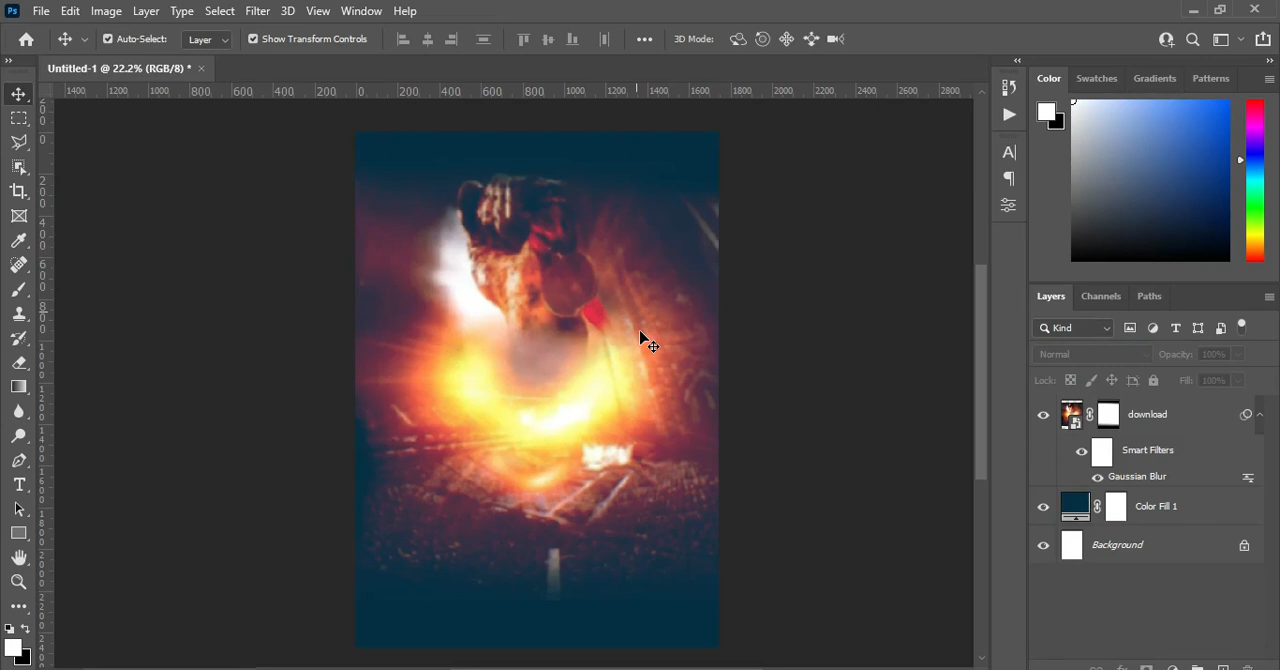 Ps File Edit Image Layer Type Select Filter 3D View Window Help
Auto-Select: Layer Show Transform Controls ••• 3D Mode:
Untitled-1 @ 22.2% (RGB/8) * ×
1400 1200 1000 800 600 400 200 0 200 400 600 800 1000 1200 1400 1600 1800 2000 2200 2400 2600 2800
Color Swatches Gradients Patterns
Layers Channels Paths
Kind
Normal Opacity: 100%
Lock: Fill: 100%
download
Smart Filters
Gaussian Blur
Color Fill 1
Background